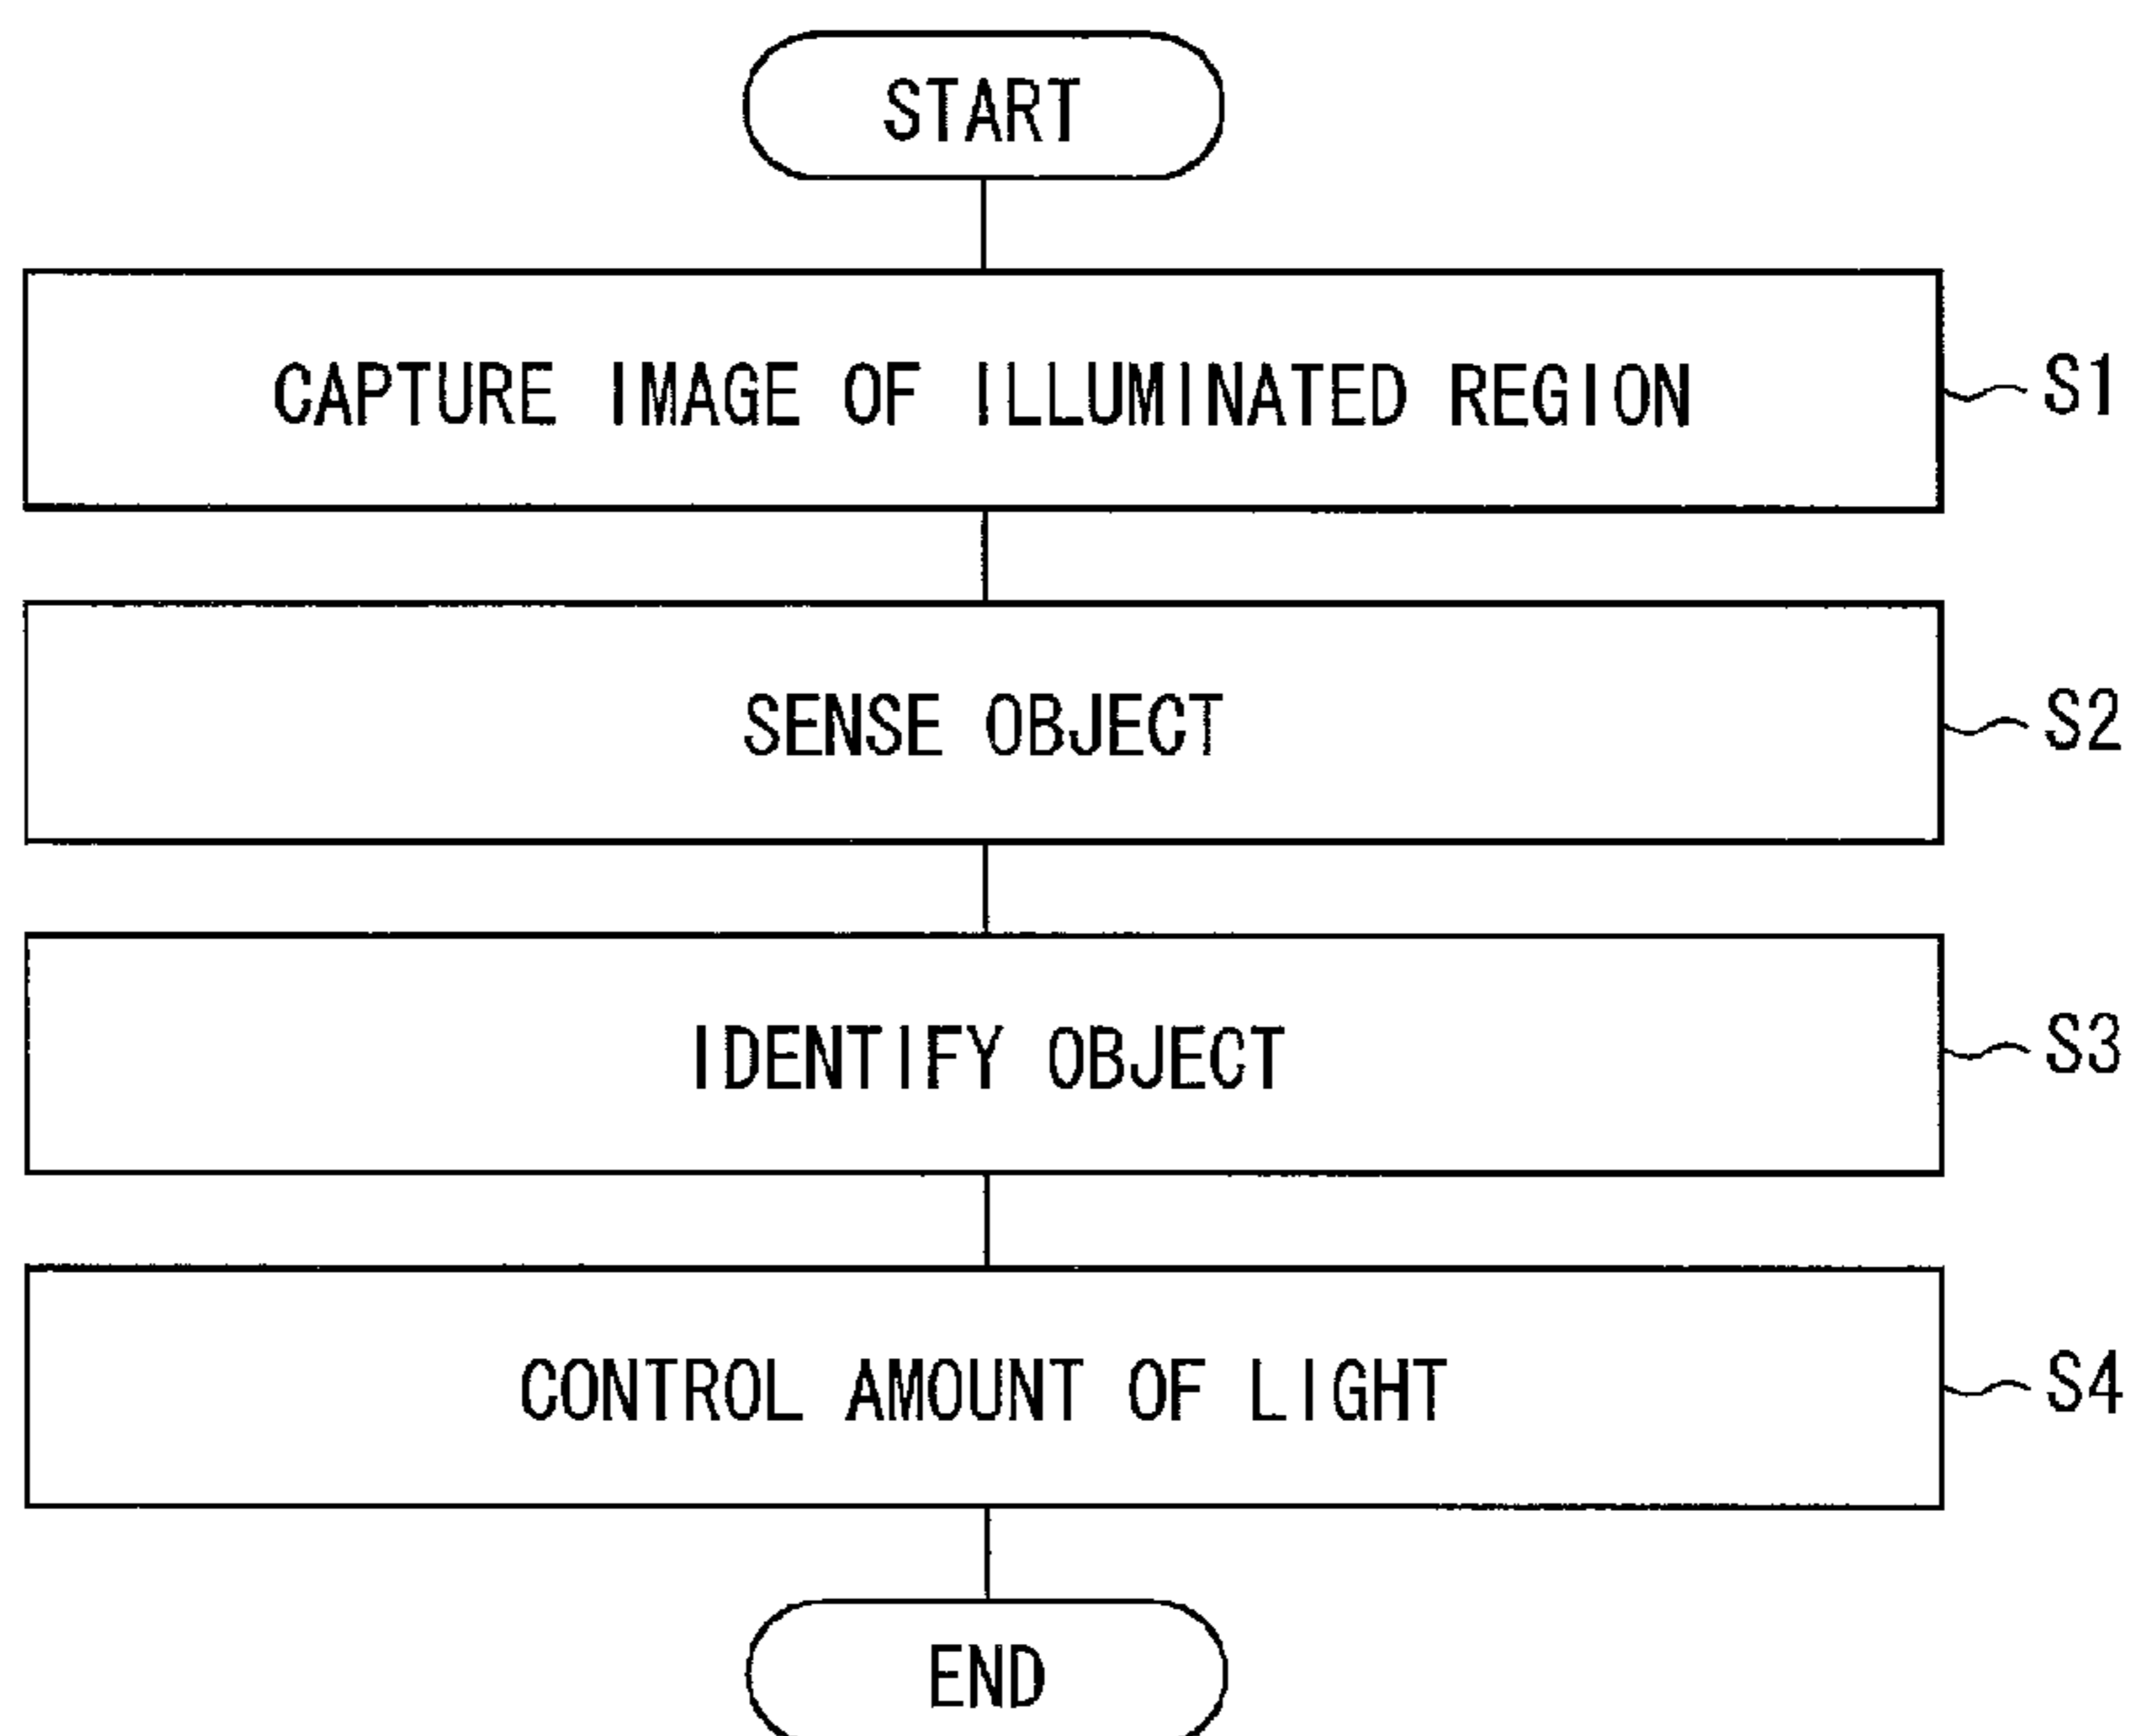 START
CAPTURE IMAGE OF ILLUMINATED REGION
S1
SENSE OBJECT
S2
IDENTIFY OBJECT
S3
CONTROL AMOUNT OF LIGHT
S4
END